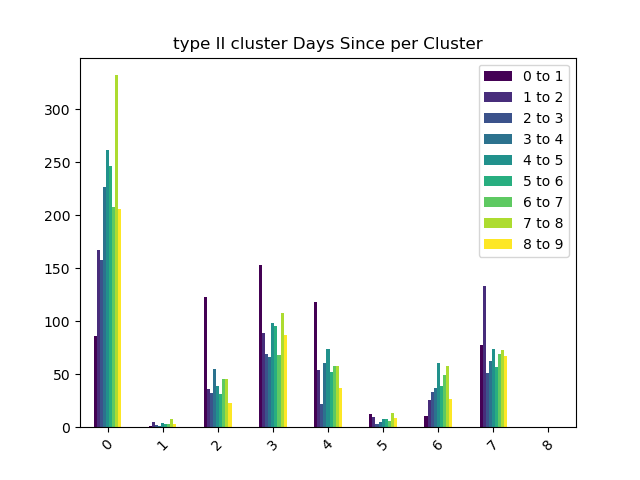 type II cluster Days Since per Cluster
0 to 1
1 to 2
2 to 3
3 to 4
4 to 5
5 to 6
6 to 7
7 to 8
8 to 9
300
250
200
150
100
50
0
0 1 2 3 4 5 6 7 8